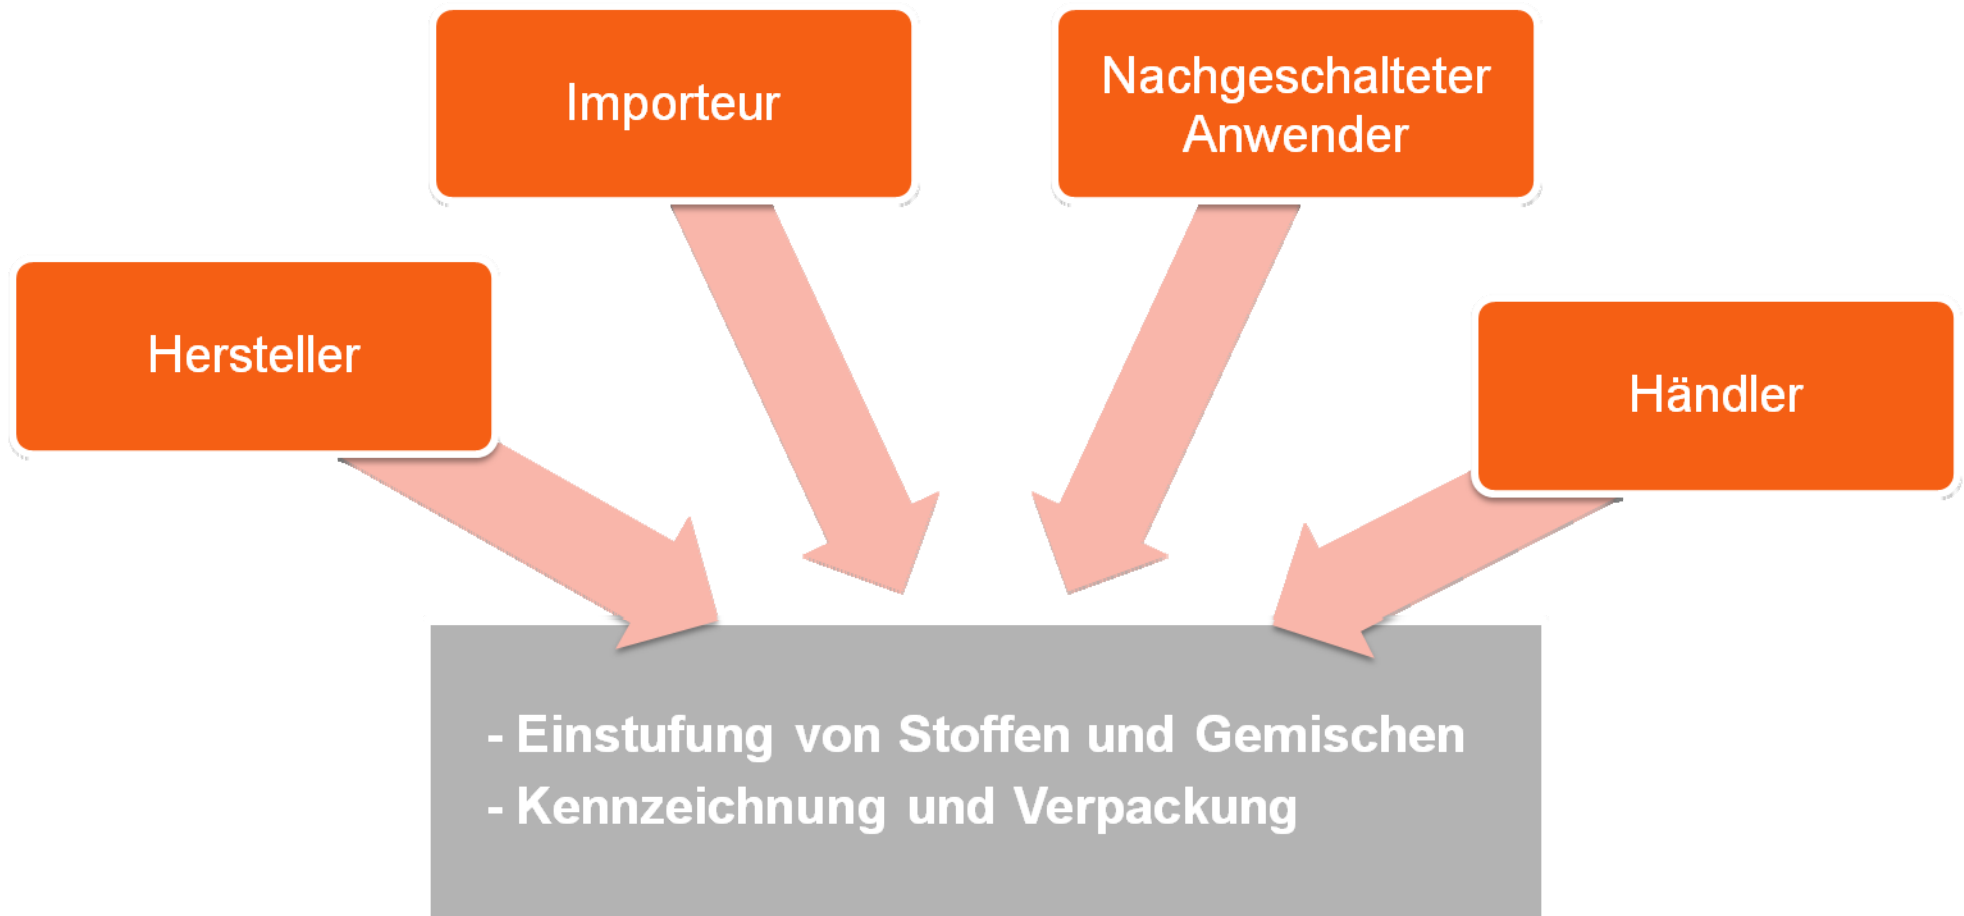 Importeur
Nachgeschalteter
Anwender
Hersteller
Händler
- Einstufung von Stoffen und Gemischen
- Kennzeichnung und Verpackung